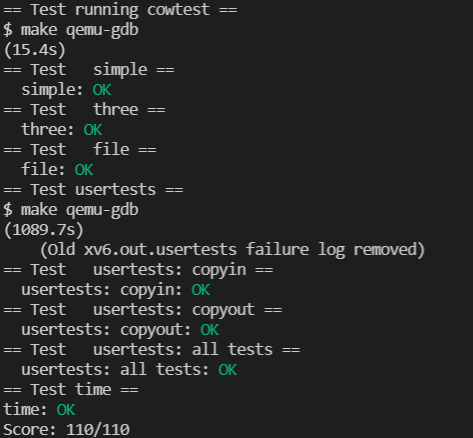 == Test running cowtest ==
$ make qemu-gdb
(15.4s)
== Test   simple ==
  simple: OK
== Test   three ==
  three: OK
== Test   file ==
  file: OK
== Test usertests ==
$ make qemu-gdb
(1089.7s)
    (Old xv6.out.usertests failure log removed)
== Test   usertests: copyin ==
  usertests: copyin: OK
== Test   usertests: copyout ==
  usertests: copyout: OK
== Test   usertests: all tests ==
  usertests: all tests: OK
== Test time ==
time: OK
Score: 110/110